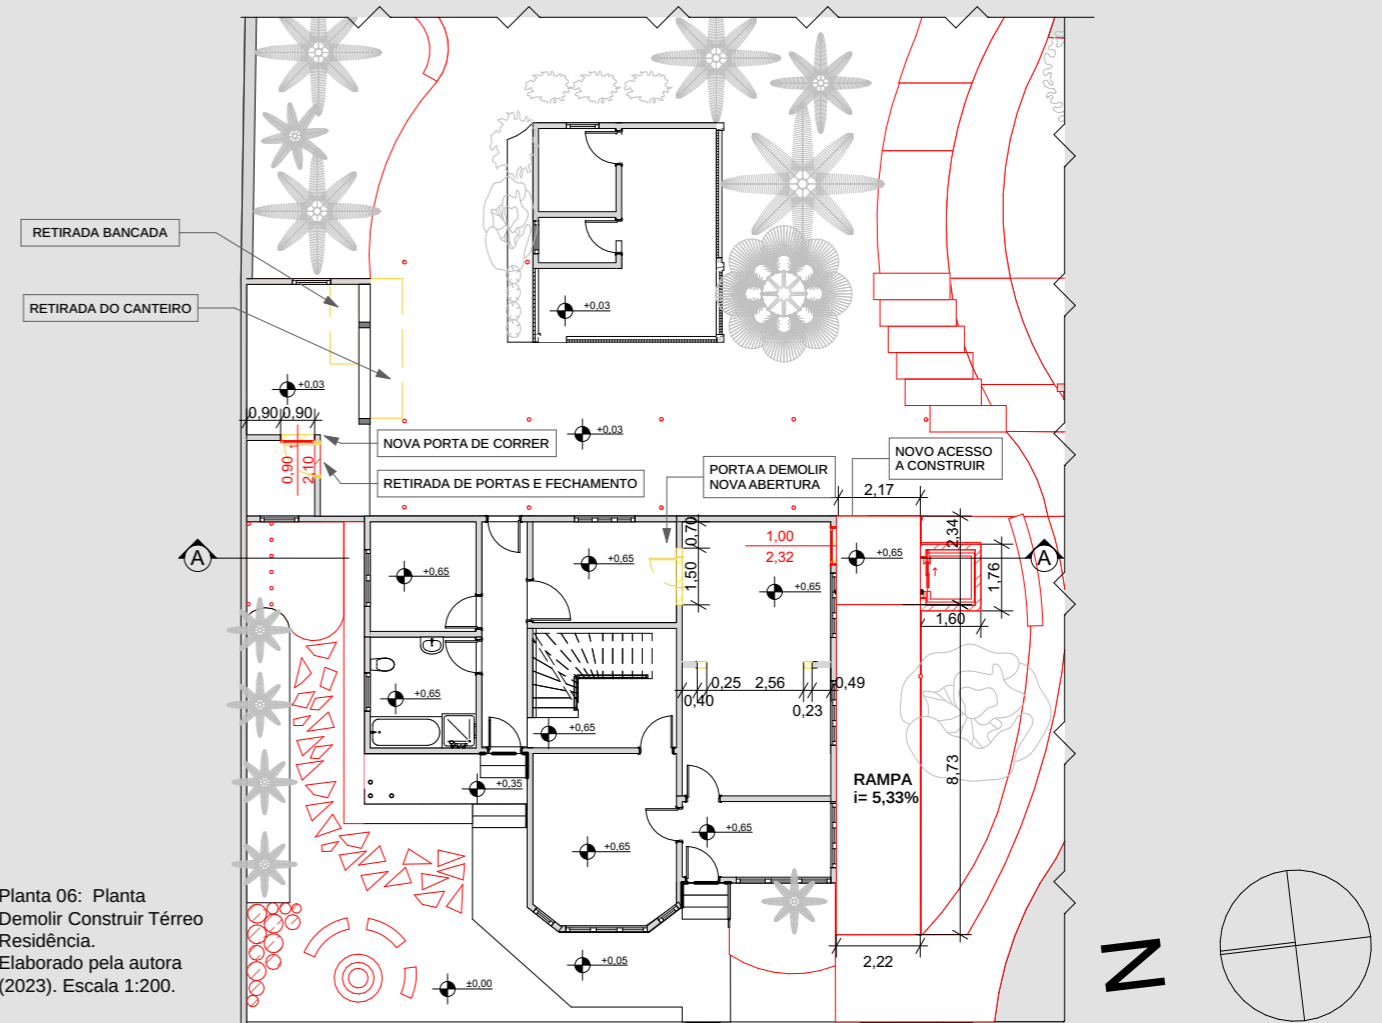 RETIRADA BANCADA
RETIRADA DO CANTEIRO
+0,03
+0,03
0,90 0,90
+0,03
NOVA PORTA DE CORRER
RETIRADA DE PORTAS E FECHAMENTO
0,90
2,10
PORTA A DEMOLIR
NOVA ABERTURA
NOVO ACESSO
A CONSTRUIR
2,17
A
+0,65
+0,65
0,70
1,50
1,00
2,32
+0,65
+0,65
2,34
1,76
A
1,60
+0,65
+0,65
0,40
0,25
2,56
0,23
0,49
+0,35
RAMPA
i= 5,33%
8,73
+0,65
+0,65
2,22
+0,05
±0,00
Planta 06: Planta
Demolir Construir Térreo
Residência.
Elaborado pela autora
(2023). Escala 1:200.
N